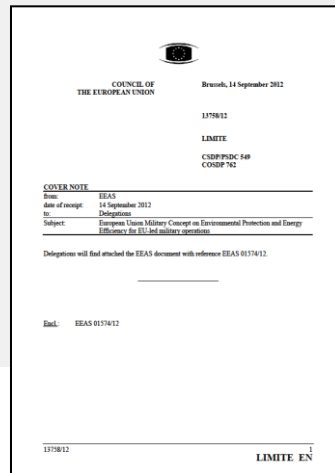 COUNCIL OF
THE EUROPEAN UNION
Brussels, 14 September 2012
13758/12
LIMITE
CSDP/PSDC 549
COSDP 762
COVER NOTE
from: EEAS
date of receipt: 14 September 2012
to: Delegations
Subject: European Union Military Concept on Environmental Protection and Energy
Efficiency for EU-led military operations
Delegations will find attached the EEAS document with reference EEAS 01574/12.
Encl.: EEAS 01574/12
13758/12 1
LIMITE EN